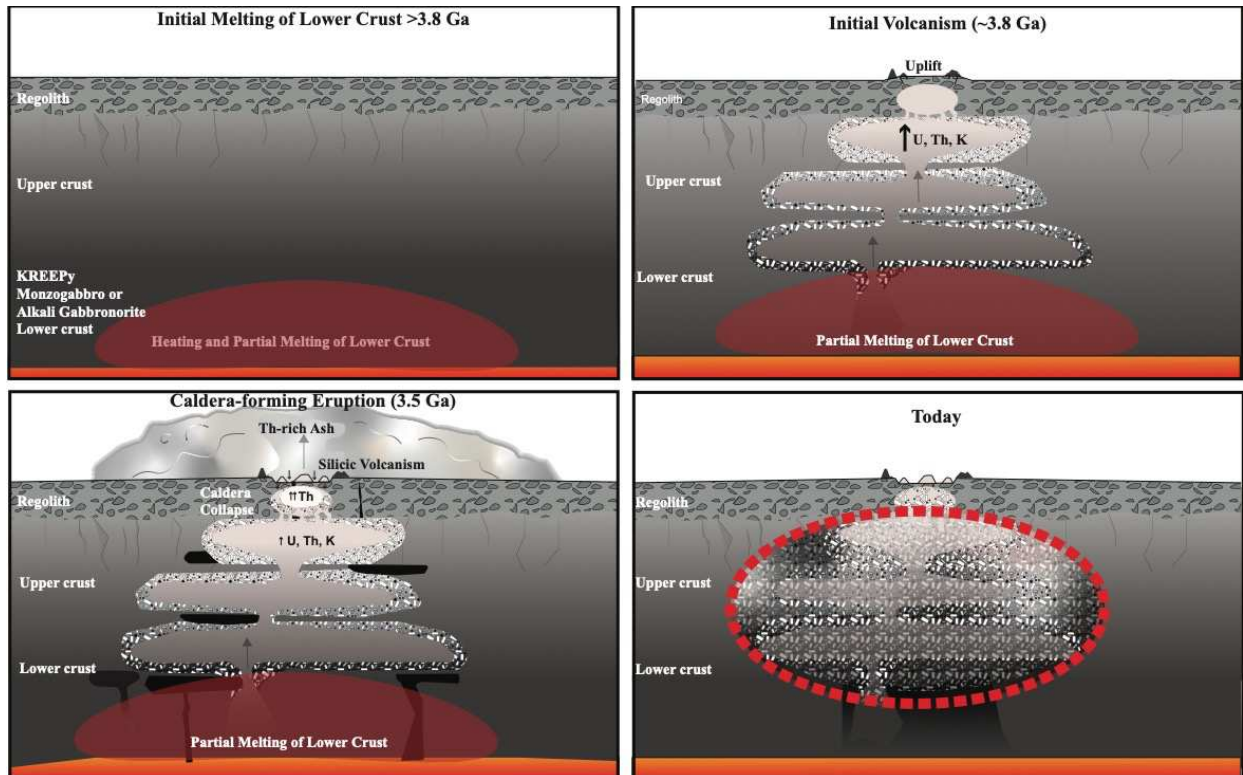 Initial Melting of Lower Crust >3.8 Ga
Regolith
Upper crust
KREEPy
Monzogabbro or
Alkali Gabbronorite
Lower crust
Heating and Partial Melting of Lower Crust
Initial Volcanism (~3.8 Ga)
Uplift
Regolith
U, Th, K
Upper crust
Lower crust
Partial Melting of Lower Crust
Caldera-forming Eruption (3.5 Ga)
Th-rich Ash
Silicic Volcanism
Regolith
Caldera
Collapse
↑↑Th
↑ U, Th, K
Upper crust
Lower crust
Partial Melting of Lower Crust
Today
Regolith
Upper crust
Lower crust